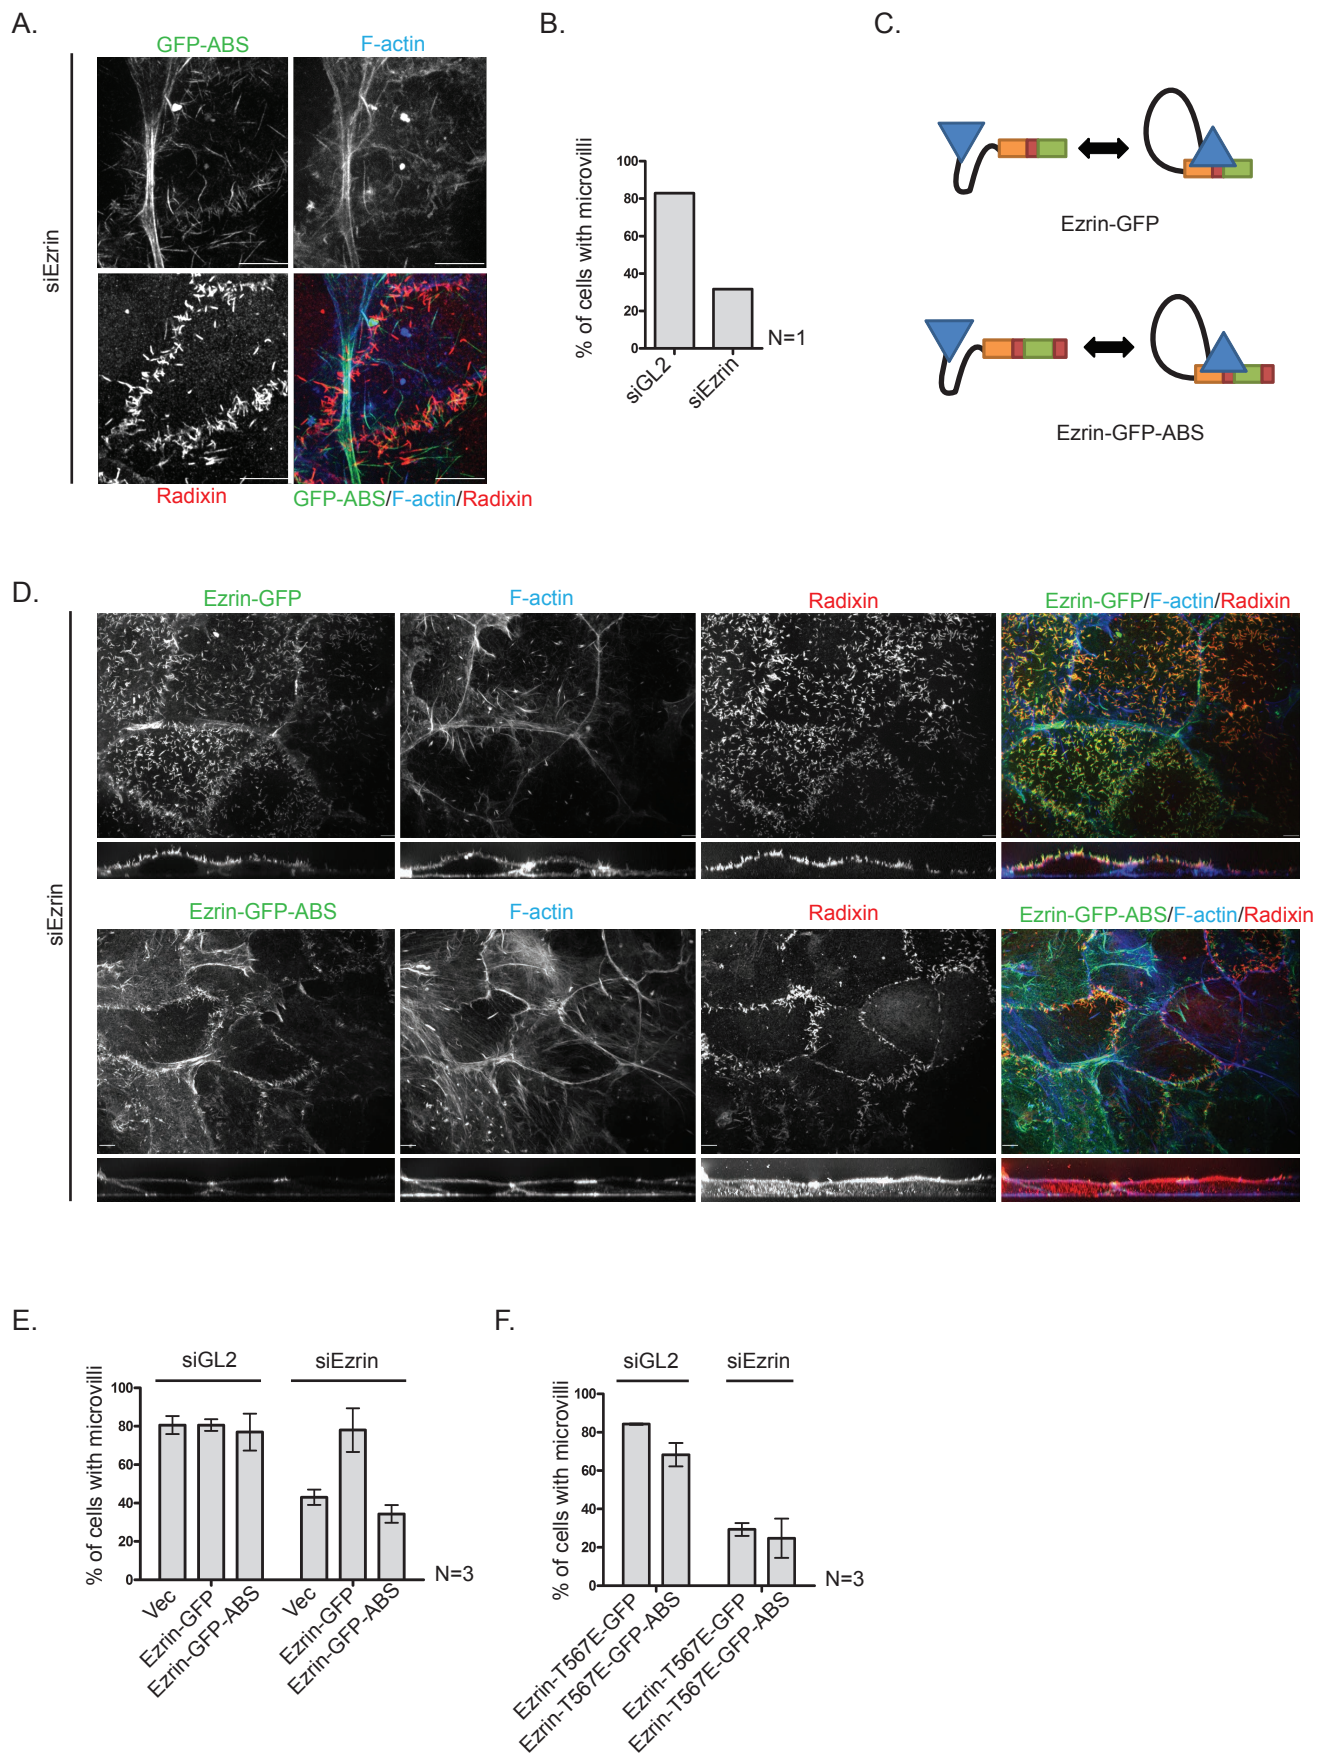 A.
GFP-ABS F-actin
siEzrin
Radixin GFP-ABS/F-actin/Radixin
B.
% of cells with microvilli
100
80
60
40
20
0
siGL2 siEzrin
N=1
C.
Ezrin-GFP
Ezrin-GFP-ABS
D.
Ezrin-GFP F-actin Radixin Ezrin-GFP/F-actin/Radixin
siEzrin
Ezrin-GFP-ABS F-actin Radixin Ezrin-GFP-ABS/F-actin/Radixin
E.
siGL2 siEzrin
% of cells with microvilli
100
80
60
40
20
0
Vec Ezrin-GFP Ezrin-GFP-ABS Vec Ezrin-GFP Ezrin-GFP-ABS
N=3
F.
siGL2 siEzrin
% of cells with microvilli
100
80
60
40
20
0
Ezrin-T567E-GFP Ezrin-T567E-GFP-ABS Ezrin-T567E-GFP Ezrin-T567E-GFP-ABS
N=3